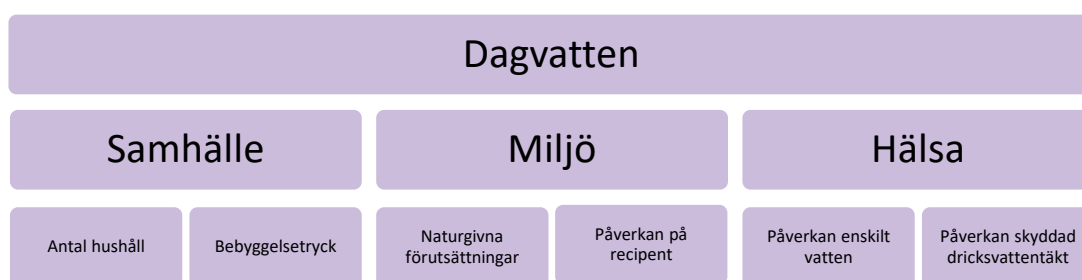 Dagvatten
Samhälle
Miljö
Hälsa
Antal hushåll
Bebyggelsetryck
Naturgivna
förutsättningar
Påverkan på
recipent
Påverkan enskilt
vatten
Påverkan skyddad
dricksvattentäkt